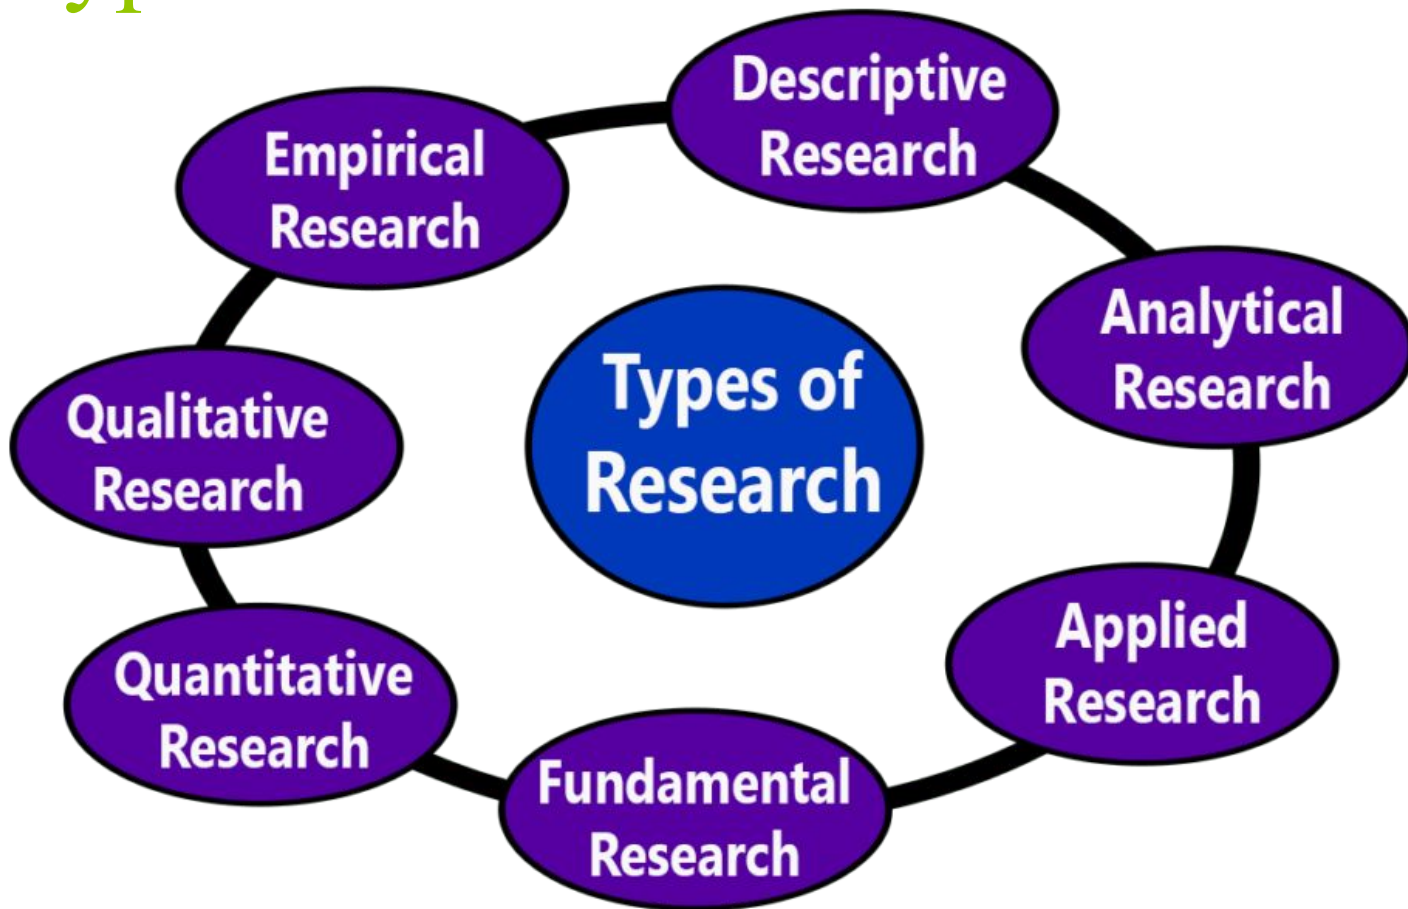 Descriptive
Research
Empirical
Research
Analytical
Research
Types of
Research
Qualitative
Research
Applied
Research
Quantitative
Research
Fundamental
Research